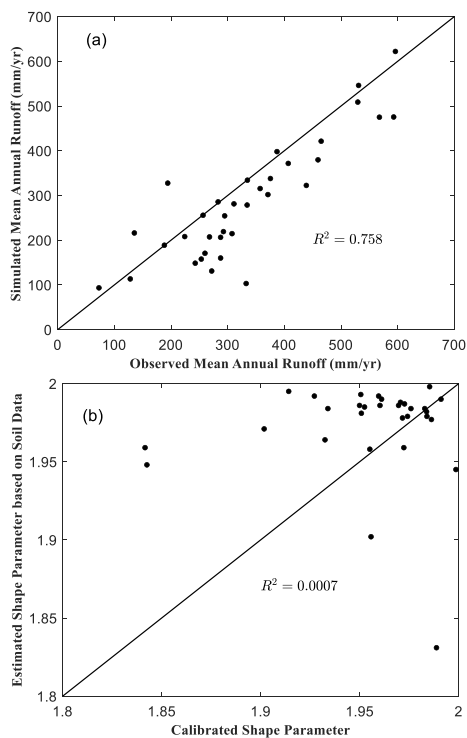 700
(a)
600
500
400
300
200
100
0
Simulated Mean Annual Runoff (mm/yr)
R² = 0.758
0 100 200 300 400 500 600 700
Observed Mean Annual Runoff (mm/yr)
2
(b)
1.95
1.9
1.85
1.8
Estimated Shape Parameter based on Soil Data
R² = 0.0007
1.8 1.85 1.9 1.95 2
Calibrated Shape Parameter